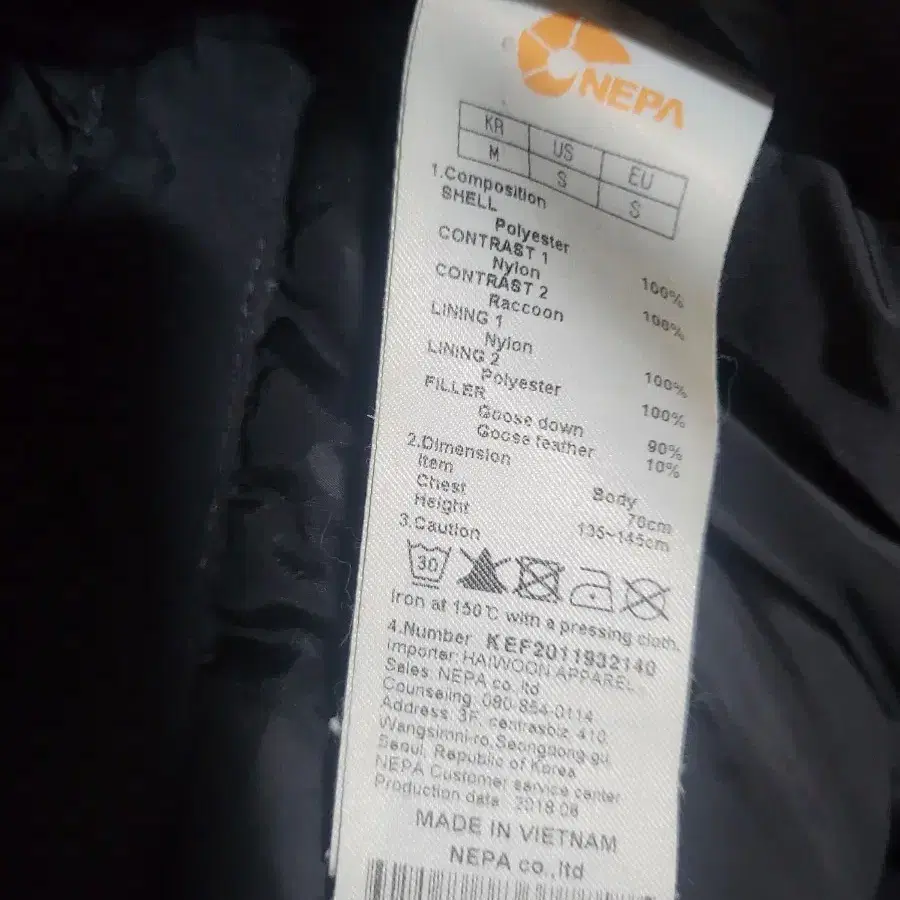 NEPA
KR US EU
M S S
1.Composition
SHELL
Polyester 100%
CONTRAST 1
Nylon 100%
CONTRAST 2
Raccoon
LINING 1
Nylon 100%
LINING 2
Polyester 100%
FILLER
Goose down 90%
Goose feather 10%
2.Dimension
Item Body
Chest 70cm
Height 135~145cm
3.Caution
30
Iron at 150℃ with a pressing cloth.
4.Number KEF2011932140
Importer: HAIWOON APPAREL
Sales: NEPA co. ltd
Counseling: 080-854-0114
Address: 3F, centrasbiz, 410,
Wangsimni-ro, Seongdong-gu,
Seoul, Republic of Korea
NEPA Customer service center
Production date : 2018.08
MADE IN VIETNAM
NEPA co.,ltd